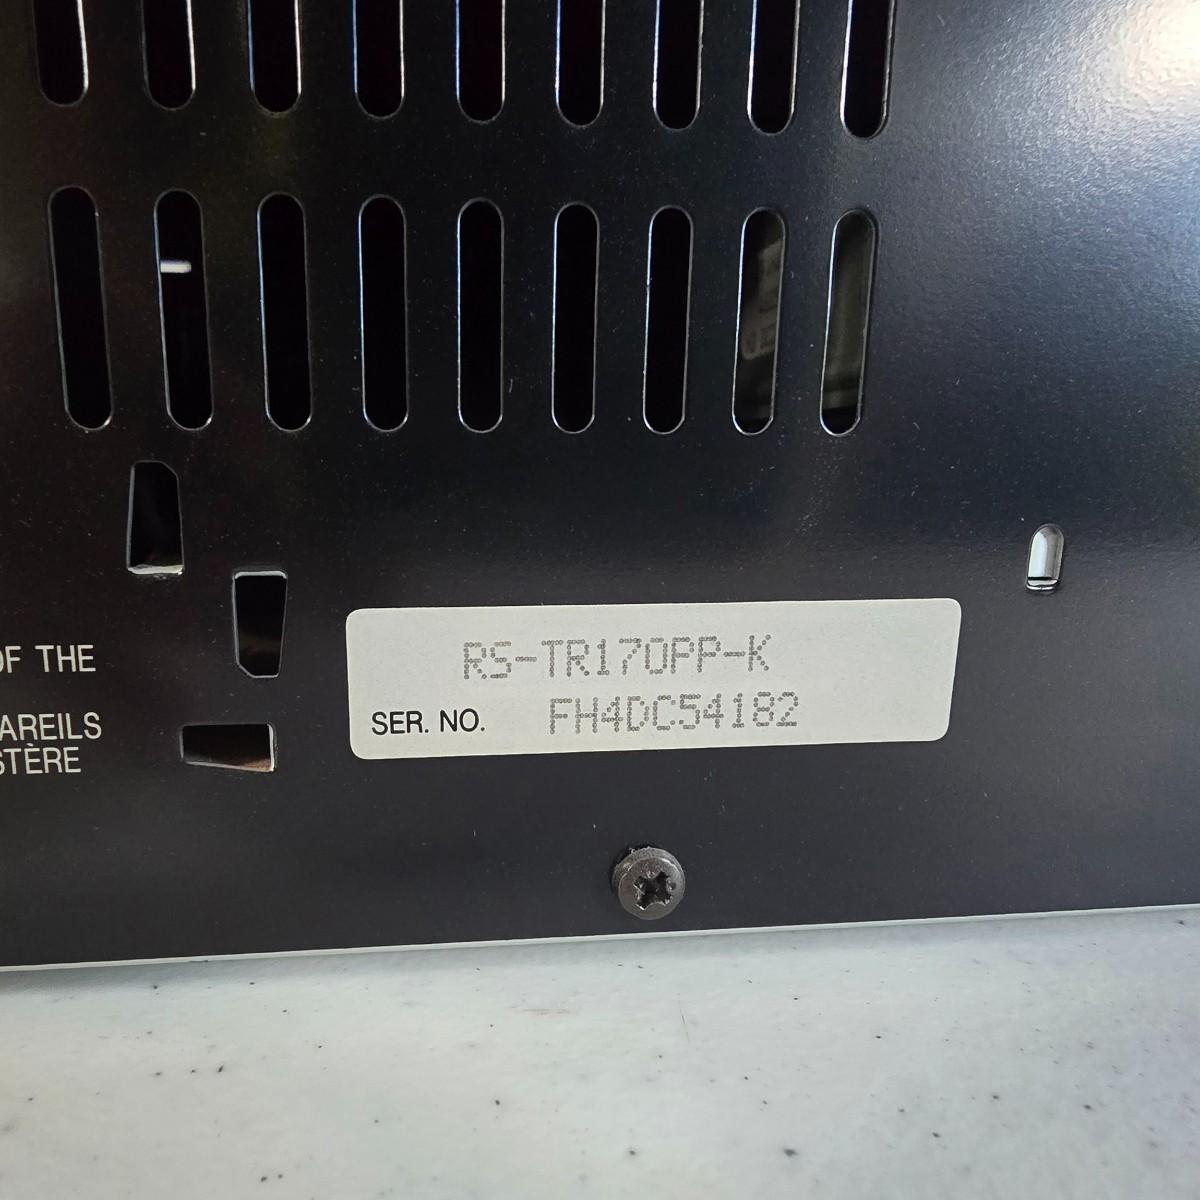 OF THE
AREILS
STÈRE
RS-TR170PP-K
SER. NO. FH4DC54182